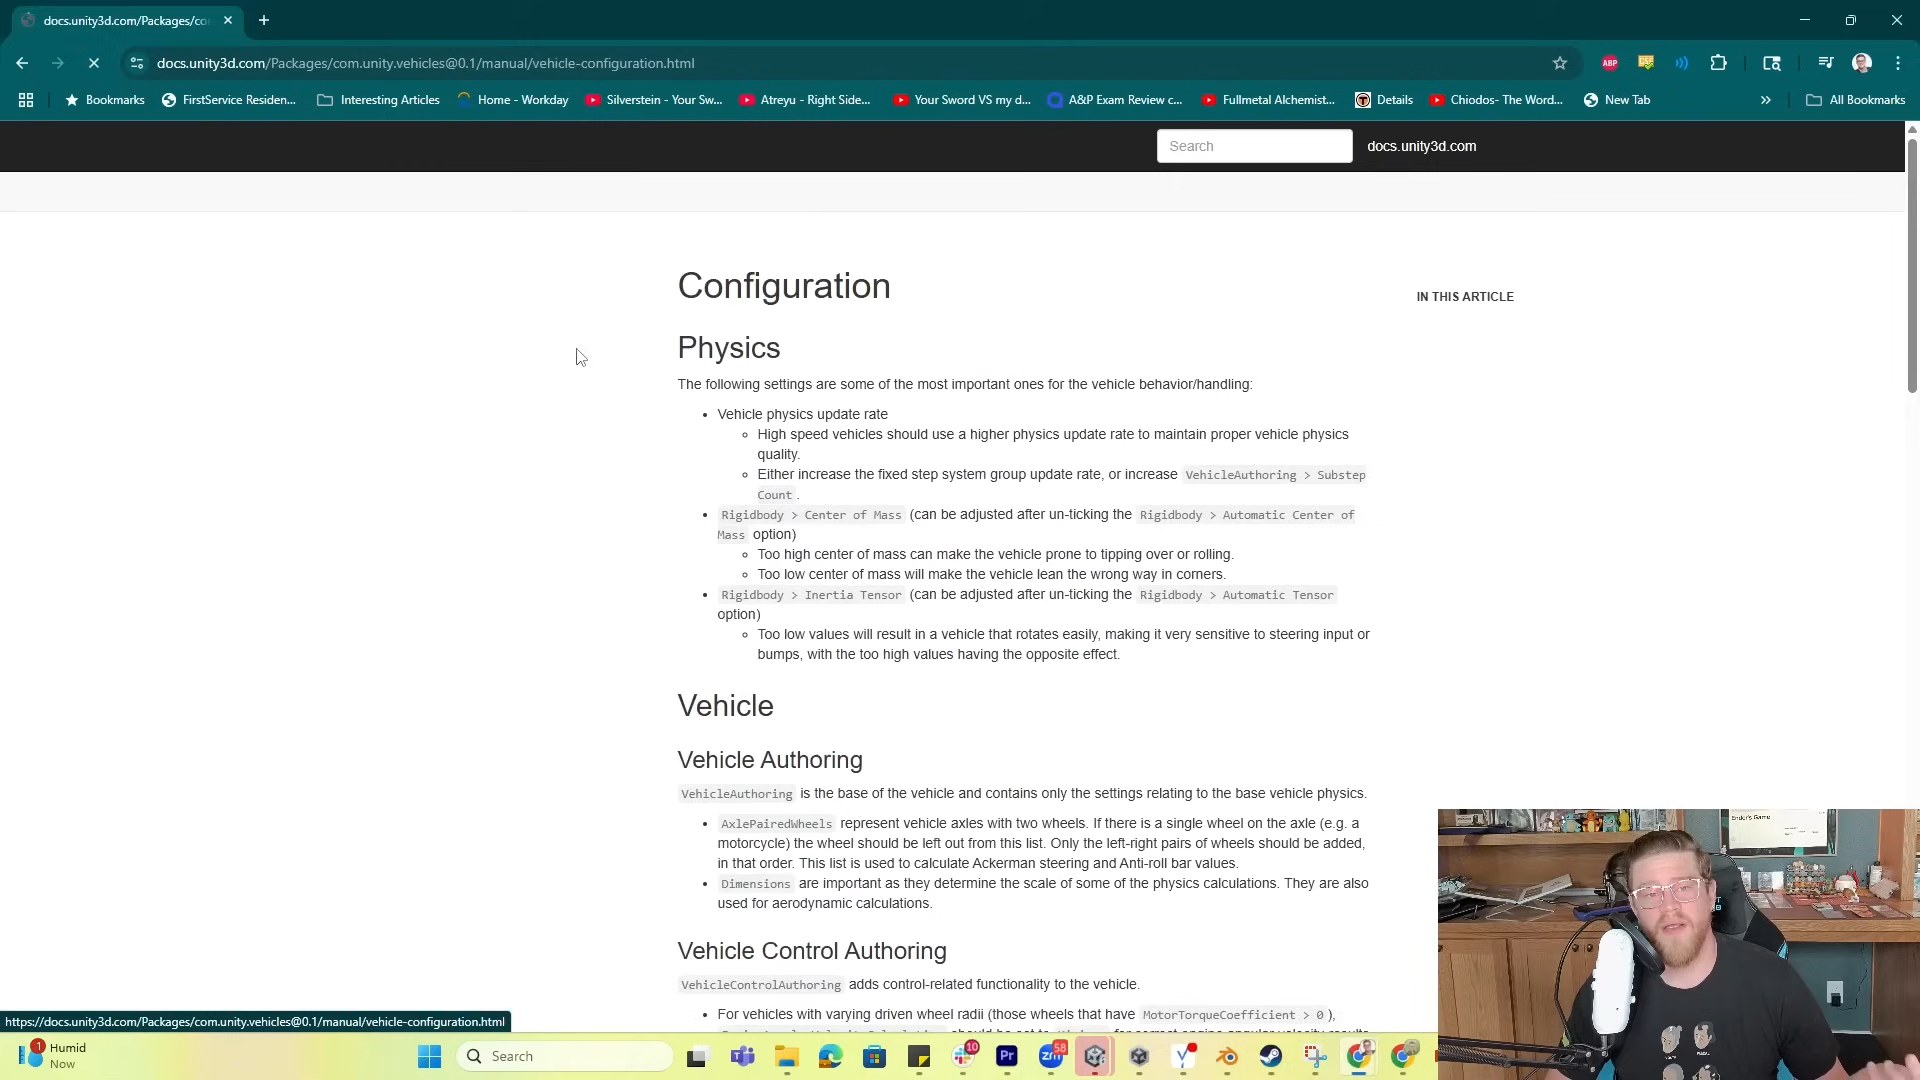 docs.unity3d.com/Packages/co
docs.unity3d.com/Packages/com.unity.vehicles@0.1/manual/vehicle-configuration.html
ABP
Bookmarks
FirstService Residen...
Interesting Articles
Home - Workday
Silverstein - Your Sw...
Atreyu - Right Side...
Your Sword VS my d...
A&P Exam Review c...
Fullmetal Alchemist...
Details
Chiodos- The Word...
New Tab
All Bookmarks
Search
docs.unity3d.com
Configuration
IN THIS ARTICLE
Physics
The following settings are some of the most important ones for the vehicle behavior/handling:
• Vehicle physics update rate
◦ High speed vehicles should use a higher physics update rate to maintain proper vehicle physics
quality.
◦ Either increase the fixed step system group update rate, or increase VehicleAuthoring > Substep
Count .
• Rigidbody > Center of Mass (can be adjusted after un-ticking the Rigidbody > Automatic Center of
Mass option)
◦ Too high center of mass can make the vehicle prone to tipping over or rolling.
◦ Too low center of mass will make the vehicle lean the wrong way in corners.
• Rigidbody > Inertia Tensor (can be adjusted after un-ticking the Rigidbody > Automatic Tensor
option)
◦ Too low values will result in a vehicle that rotates easily, making it very sensitive to steering input or
bumps, with the too high values having the opposite effect.
Vehicle
Vehicle Authoring
VehicleAuthoring is the base of the vehicle and contains only the settings relating to the base vehicle physics.
• AxlePairedWheels represent vehicle axles with two wheels. If there is a single wheel on the axle (e.g. a
motorcycle) the wheel should be left out from this list. Only the left-right pairs of wheels should be added,
in that order. This list is used to calculate Ackerman steering and Anti-roll bar values.
• Dimensions are important as they determine the scale of some of the physics calculations. They are also
used for aerodynamic calculations.
Vehicle Control Authoring
VehicleControlAuthoring adds control-related functionality to the vehicle.
• For vehicles with varying driven wheel radii (those wheels that have MotorTorqueCoefficient > 0 ),
Ender's Game
https://docs.unity3d.com/Packages/com.unity.vehicles@0.1/manual/vehicle-configuration.html
1
Humid
Now
Search
10
Pr
zm
58